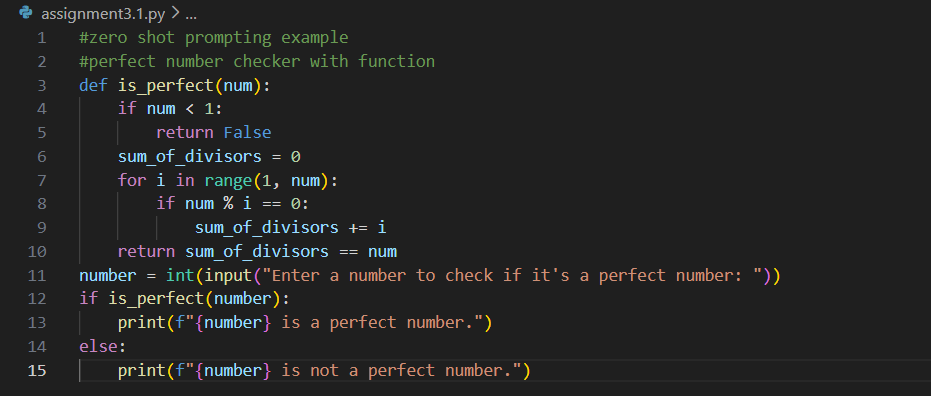 assignment3.1.py > ...
1 #zero shot prompting example
2 #perfect number checker with function
3 def is_perfect(num):
4     if num < 1:
5         return False
6     sum_of_divisors = 0
7     for i in range(1, num):
8         if num % i == 0:
9             sum_of_divisors += i
10     return sum_of_divisors == num
11 number = int(input("Enter a number to check if it's a perfect number: "))
12 if is_perfect(number):
13     print(f"{number} is a perfect number.")
14 else:
15     print(f"{number} is not a perfect number.")